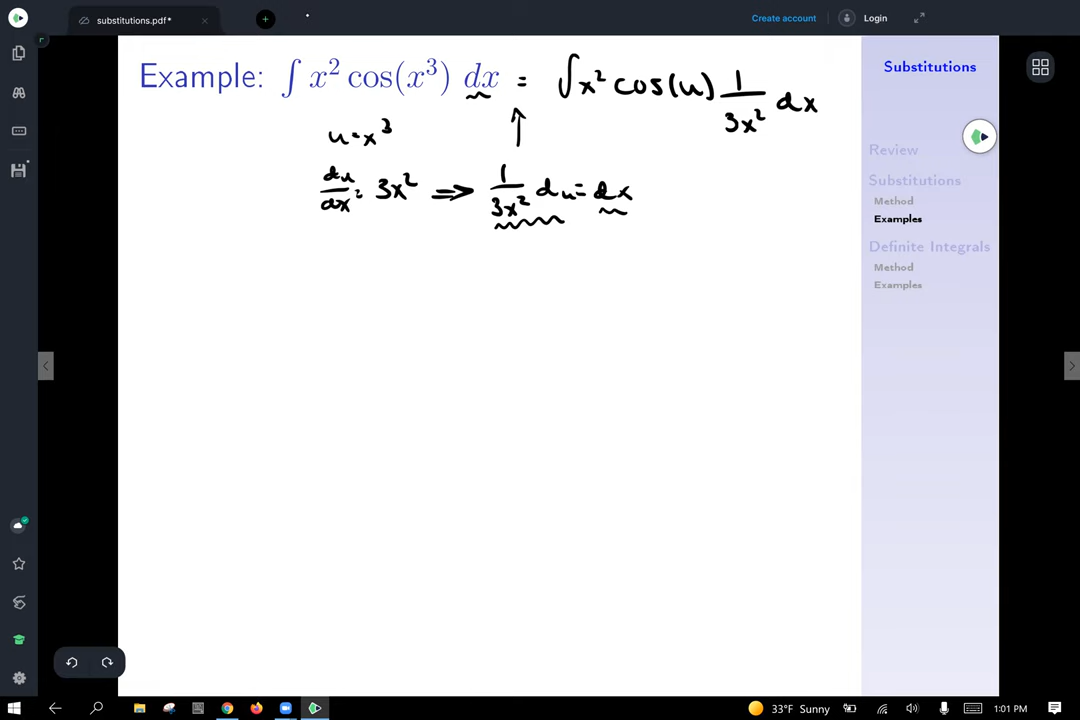 substitutions.pdf*
Create account
Login
Example: ∫ x² cos(x³) dx = ∫x² cos(u) 1/3x² dx
u=x³
du/dx = 3x² ⇒ 1/3x² du = dx
Substitutions
Review
Substitutions
Method
Examples
Definite Integrals
Method
Examples
33°F Sunny
1:01 PM